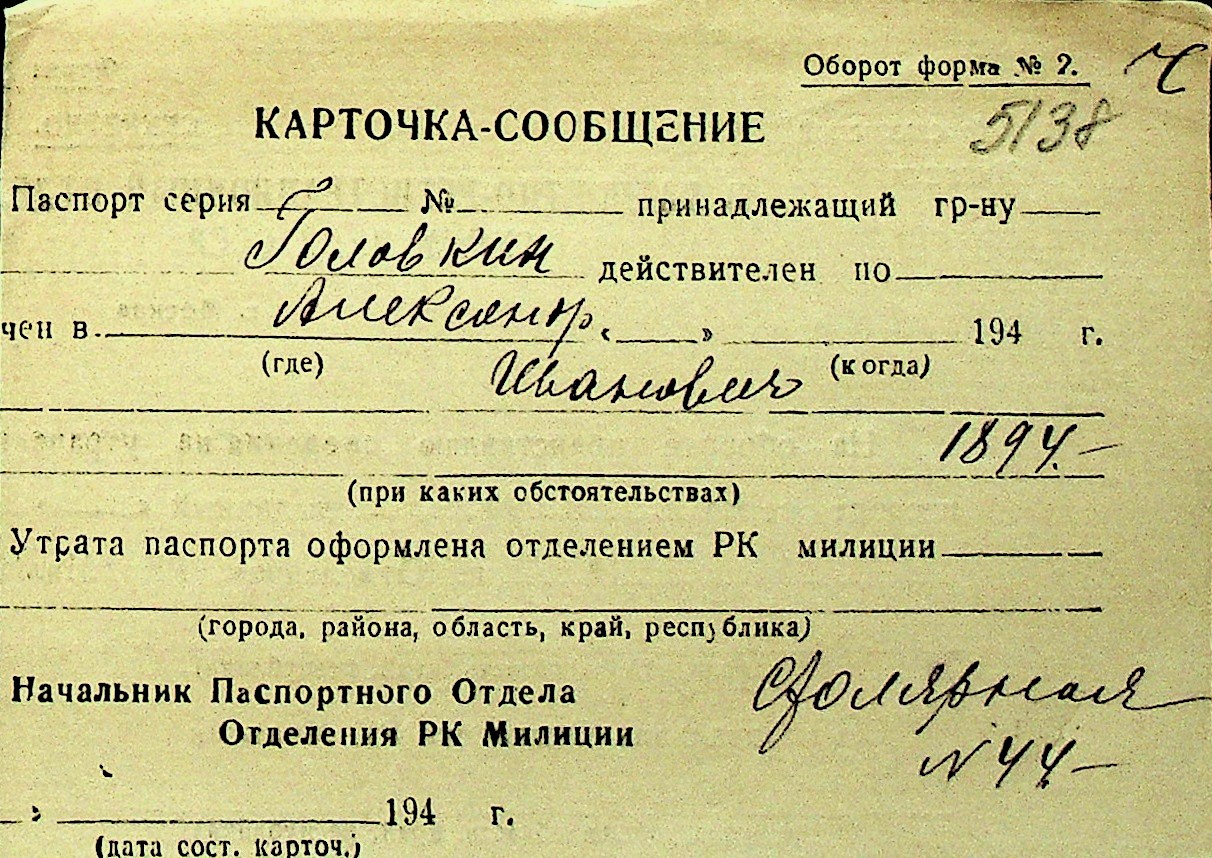 Оборот форма № 2. Ч
КАРТОЧКА-СООБЩЕНИЕ 5138
Паспорт серия № принадлежащий гр-ну
Головкин действителен по
чен в Александр « » 194 г.
(где) Иванович (когда)
1894.–
(при каких обстоятельствах)
Утрата паспорта оформлена отделением РК милиции
(города, района, область, край, республика)
Начальник Паспортного Отдела Столярная
Отделения РК Милиции N 44.–
» 194 г.
(дата сост. карточ.)